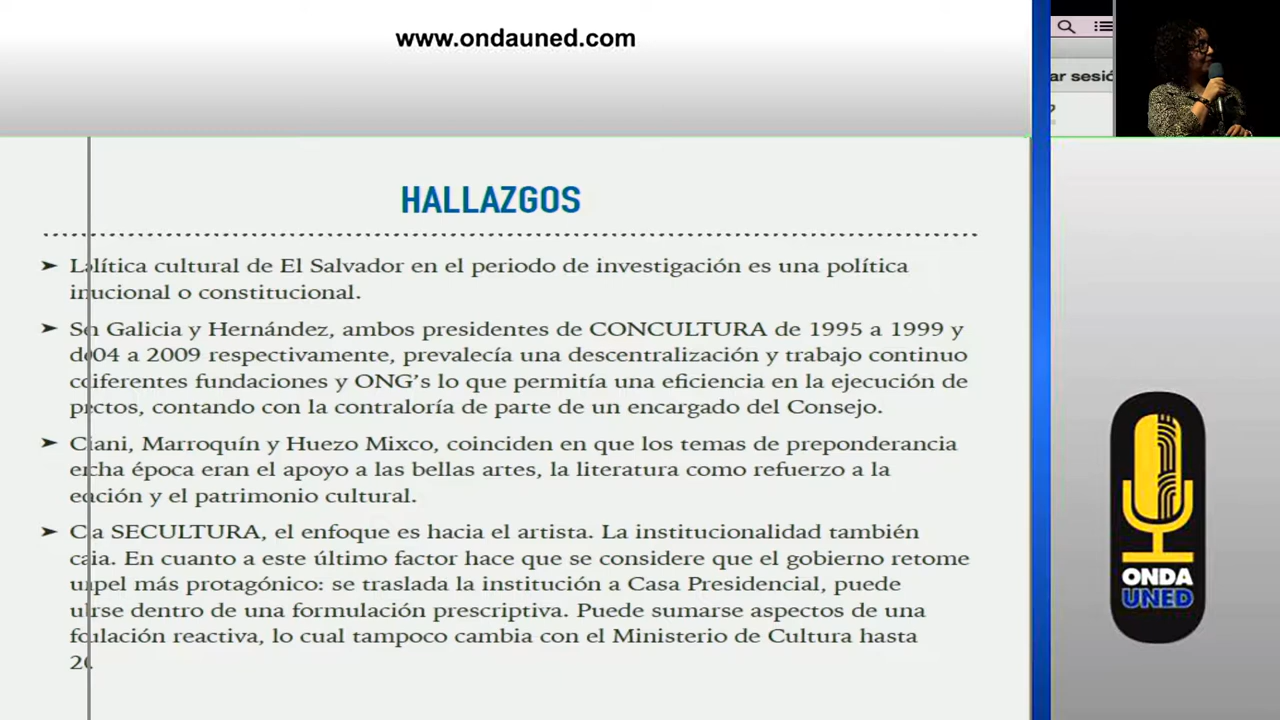 www.ondauned.com
ar sesió
HALLAZGOS
cultural de El Salvador en el periodo de investigación es una política
o constitucional.
Galicia y Hernández, ambos presidentes de CONCULTURA de 1995 a 1999 y
a 2009 respectivamente, prevalecía una descentralización y trabajo continuo
fundaciones y ONG's lo que permitía una eficiencia en la ejecución de
contando con la contraloría de parte de un encargado del Consejo.
Marroquín y Huezo Mixco, coinciden en que los temas de preponderancia
época eran el apoyo a las bellas artes, la literatura como refuerzo a la
y el patrimonio cultural.
SECULTURA, el enfoque es hacia el artista. La institucionalidad también
En cuanto a este último factor hace que se considere que el gobierno retome
más protagónico: se traslada la institución a Casa Presidencial, puede
dentro de una formulación prescriptiva. Puede sumarse aspectos de una
reactiva, lo cual tampoco cambia con el Ministerio de Cultura hasta
ONDA
UNED